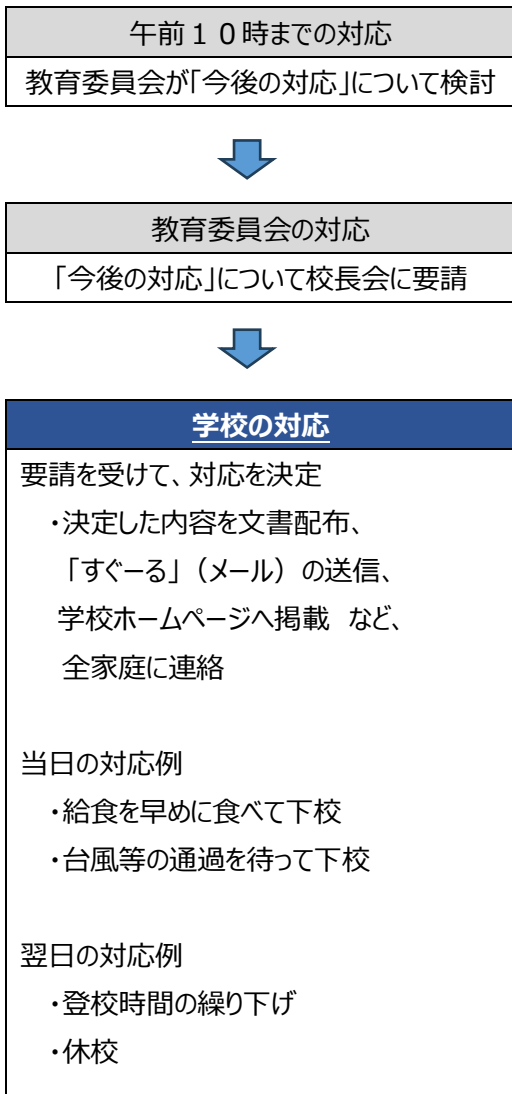 午前１０時までの対応
教育委員会が「今後の対応」について検討
教育委員会の対応
「今後の対応」について校長会に要請
学校の対応
要請を受けて、対応を決定
・決定した内容を文書配布、
「すぐーる」（メール）の送信、
学校ホームページへ掲載 など、
全家庭に連絡
当日の対応例
・給食を早めに食べて下校
・台風等の通過を待って下校
翌日の対応例
・登校時間の繰り下げ
・休校